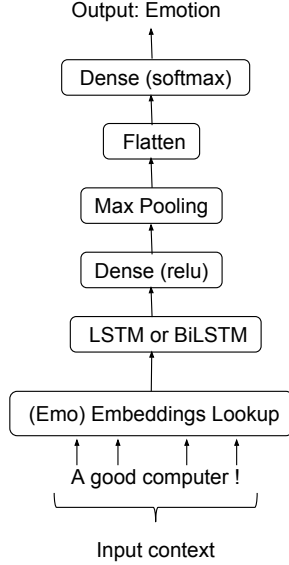 Output: Emotion
Dense (softmax)
Flatten
Max Pooling
Dense (relu)
LSTM or BiLSTM
(Emo) Embeddings Lookup
A good computer !
Input context